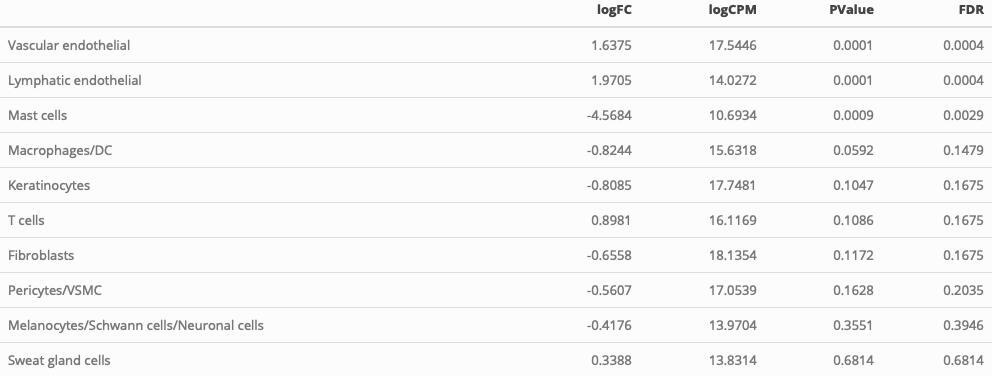 logFC logCPM PValue FDR
Vascular endothelial 1.6375 17.5446 0.0001 0.0004
Lymphatic endothelial 1.9705 14.0272 0.0001 0.0004
Mast cells -4.5684 10.6934 0.0009 0.0029
Macrophages/DC -0.8244 15.6318 0.0592 0.1479
Keratinocytes -0.8085 17.7481 0.1047 0.1675
T cells 0.8981 16.1169 0.1086 0.1675
Fibroblasts -0.6558 18.1354 0.1172 0.1675
Pericytes/VSMC -0.5607 17.0539 0.1628 0.2035
Melanocytes/Schwann cells/Neuronal cells -0.4176 13.9704 0.3551 0.3946
Sweat gland cells 0.3388 13.8314 0.6814 0.6814